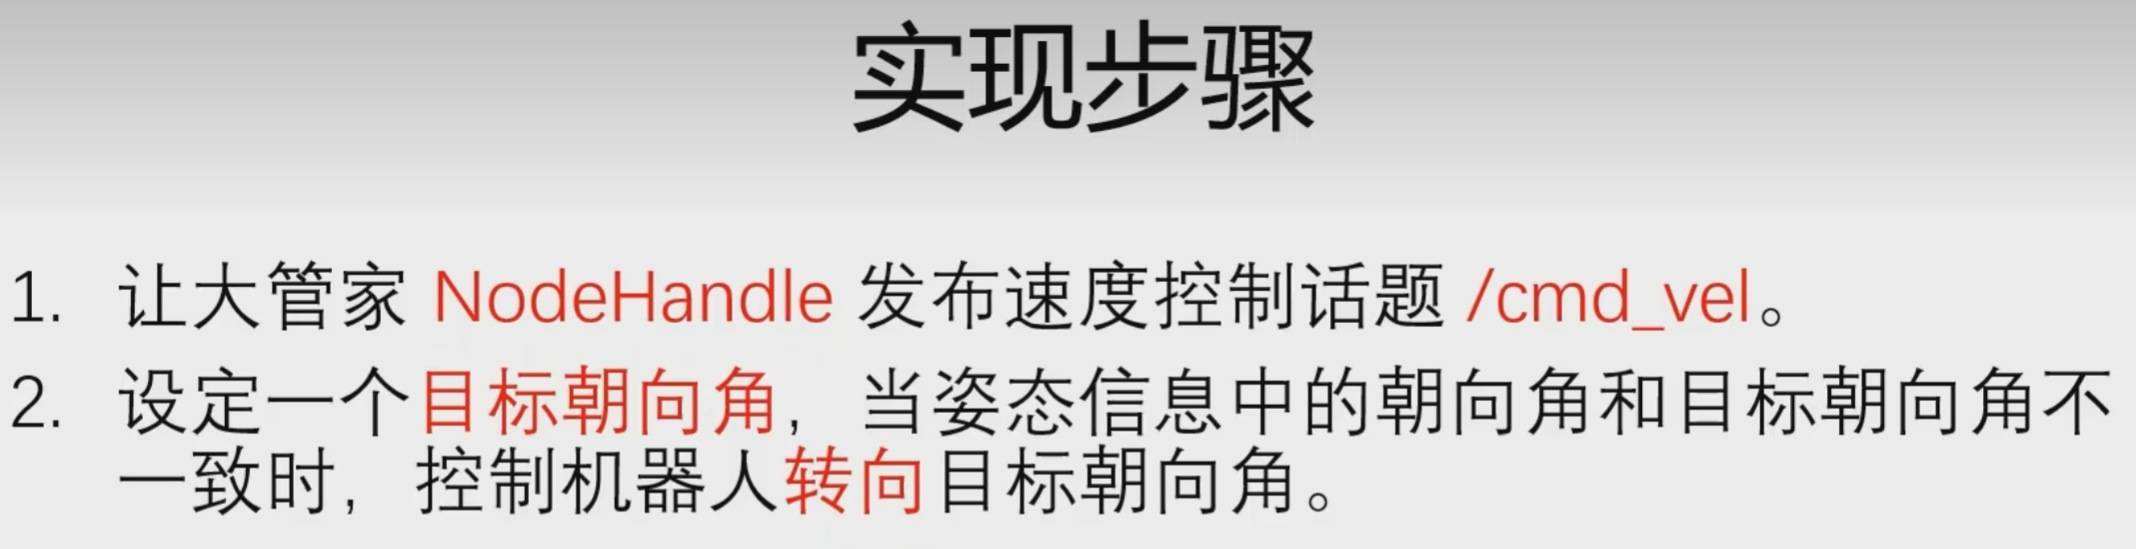 实现步骤
1. 让大管家 NodeHandle 发布速度控制话题 /cmd_vel。
2. 设定一个目标朝向角，当姿态信息中的朝向角和目标朝向角不
一致时，控制机器人转向目标朝向角。